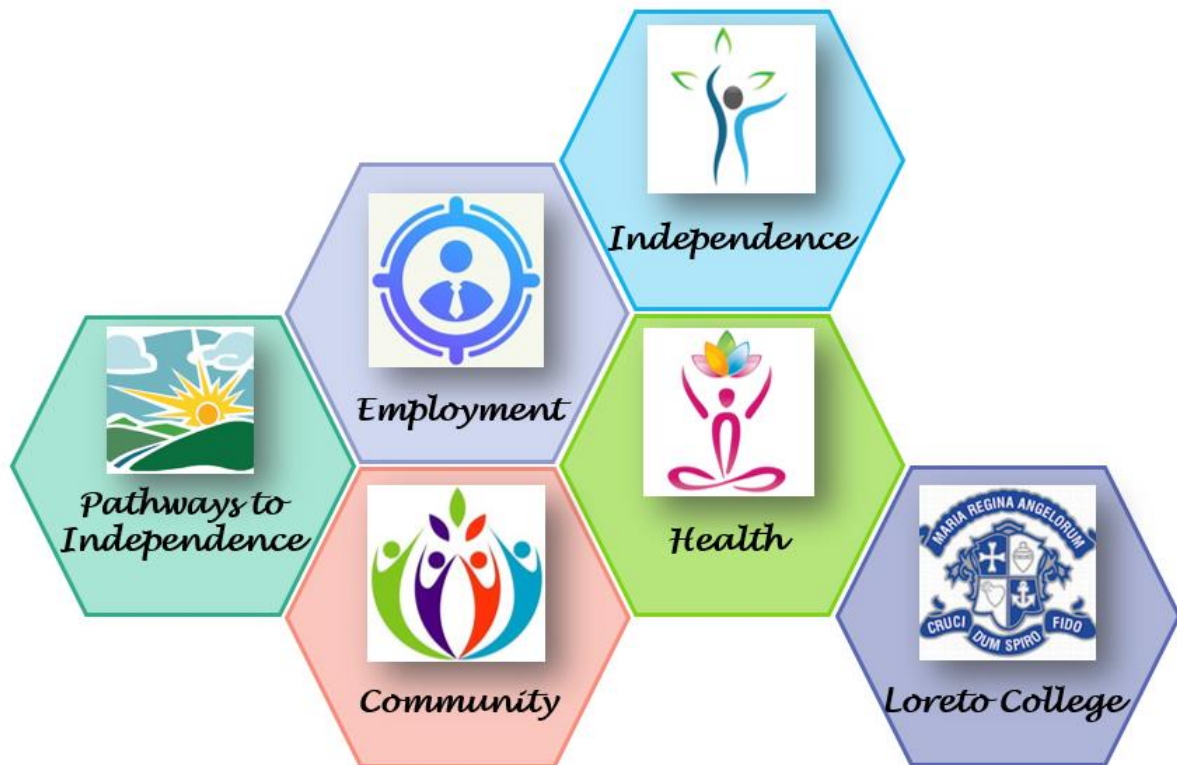 Independence
Employment
Pathways to
Independence
Health
Community
MARIA REGINA ANGELORUM
CRUCI DUM SPIRO FIDO
Loreto College